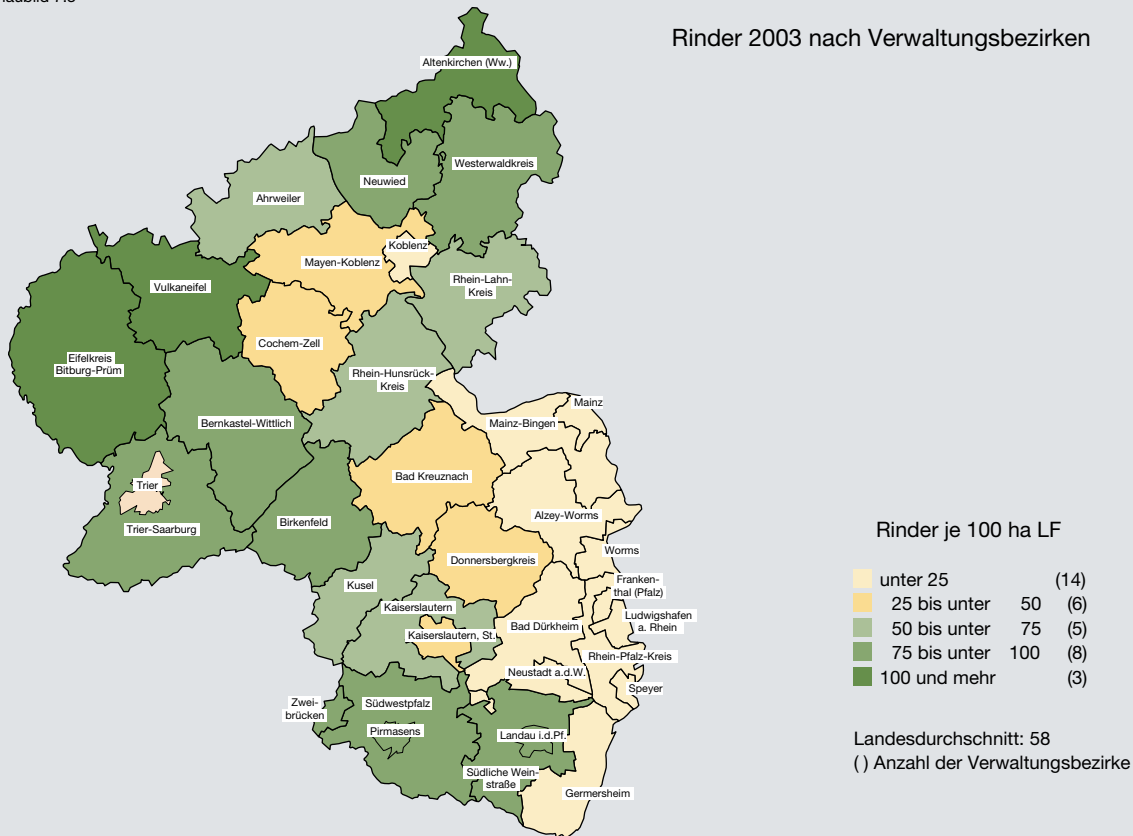 Rinder 2003 nach Verwaltungsbezirken
Altenkirchen (Ww.)
Westerwaldkreis
Neuwied
Ahrweiler
Koblenz
Mayen-Koblenz
Rhein-Lahn-
Kreis
Vulkaneifel
Cochem-Zell
Eifelkreis
Bitburg-Prüm
Rhein-Hunsrück-
Kreis
Mainz
Bernkastel-Wittlich
Mainz-Bingen
Bad Kreuznach
Trier
Alzey-Worms
Trier-Saarburg
Birkenfeld
Worms
Donnersbergkreis
Kusel
Franken-
thal (Pfalz)
Kaiserslautern
Ludwigshafen
a. Rhein
Bad Dürkheim
Kaiserslautern, St.
Rhein-Pfalz-Kreis
Neustadt a.d.W.
Speyer
Zwei-
brücken
Südwestpfalz
Pirmasens
Landau i.d.Pf.
Südliche Wein-
straße
Germersheim
Rinder je 100 ha LF
unter 25 (14)
25 bis unter 50 (6)
50 bis unter 75 (5)
75 bis unter 100 (8)
100 und mehr (3)
Landesdurchschnitt: 58
( ) Anzahl der Verwaltungsbezirke